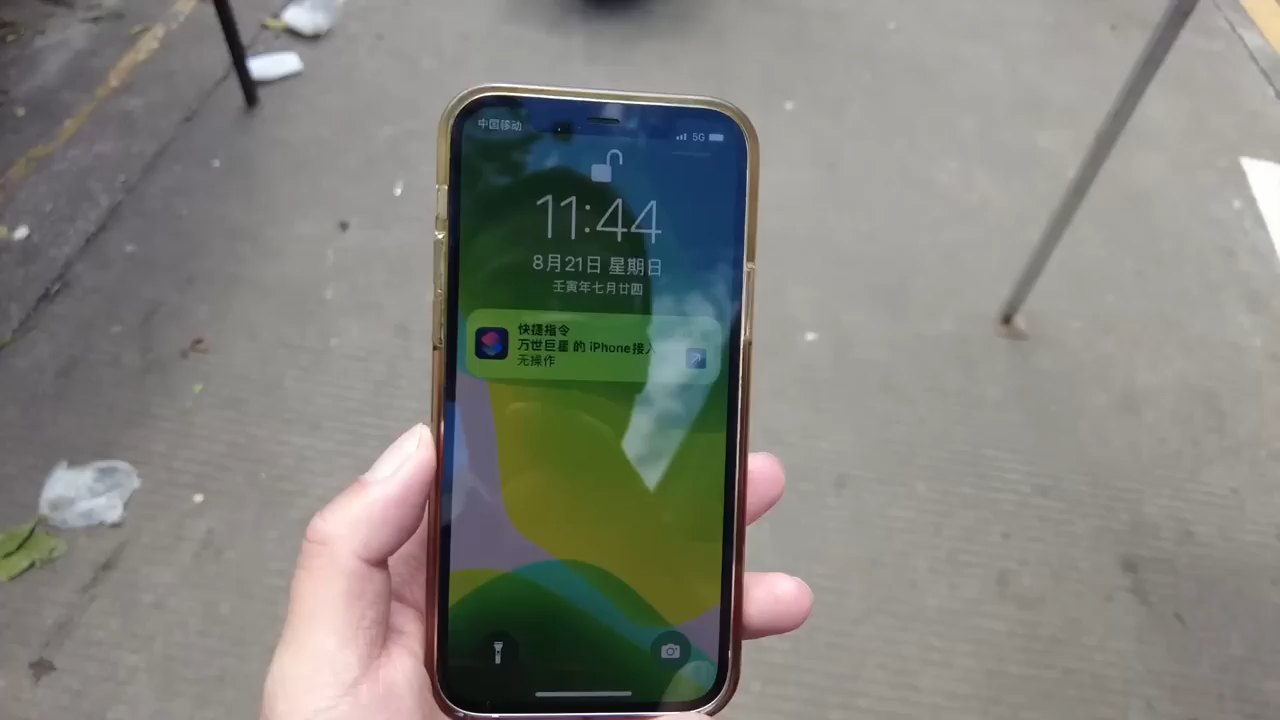 中国移动
5G
11:44
8月21日 星期日
壬寅年七月廿四
快捷指令
万世巨星 的 iPhone接入
无操作